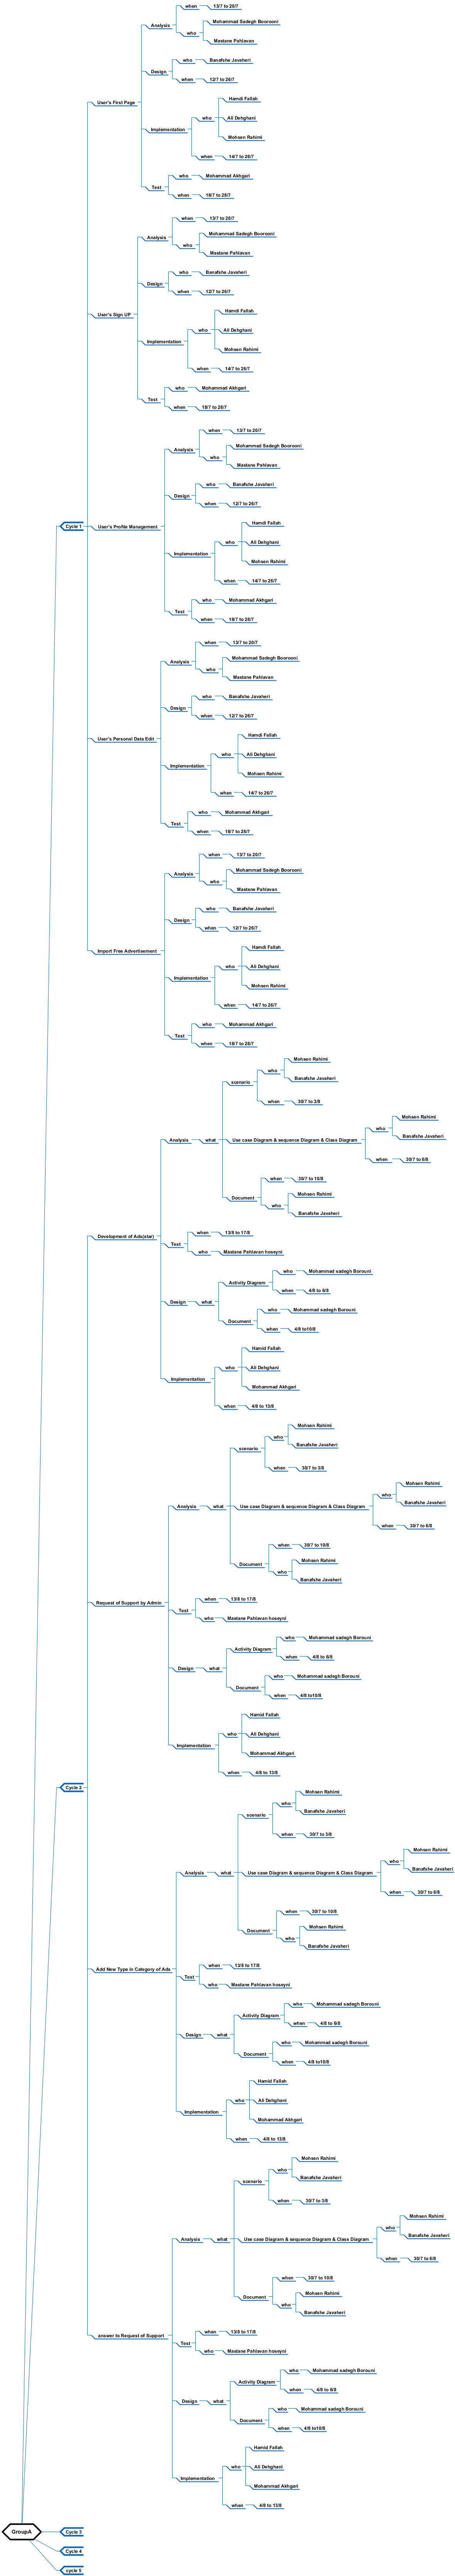 when 13/7 to 20/7
Analysis
Mohammad Sadegh Boorooni
who
Mastane Pahlavan
who Banafshe Javaheri
Design
when 12/7 to 26/7
User's First Page
Hamdi Fallah
who Ali Dehghani
Implementation
Mohsen Rahimi
when 14/7 to 26/7
who Mohammad Akhgari
Test
when 18/7 to 28/7
when 13/7 to 20/7
Analysis
Mohammad Sadegh Boorooni
who
Mastane Pahlavan
who Banafshe Javaheri
Design
when 12/7 to 26/7
User's Sign UP
Hamdi Fallah
who Ali Dehghani
Implementation
Mohsen Rahimi
when 14/7 to 26/7
who Mohammad Akhgari
Test
when 18/7 to 28/7
when 13/7 to 20/7
Analysis
Mohammad Sadegh Boorooni
who
Mastane Pahlavan
who Banafshe Javaheri
Design
when 12/7 to 26/7
Cycle 1
User's Profile Management
Hamdi Fallah
who Ali Dehghani
Implementation
Mohsen Rahimi
when 14/7 to 26/7
who Mohammad Akhgari
Test
when 18/7 to 28/7
when 13/7 to 20/7
Analysis
Mohammad Sadegh Boorooni
who
Mastane Pahlavan
who Banafshe Javaheri
Design
when 12/7 to 26/7
User's Personal Data Edit
Hamdi Fallah
who Ali Dehghani
Implementation
Mohsen Rahimi
when 14/7 to 26/7
who Mohammad Akhgari
Test
when 18/7 to 28/7
when 13/7 to 20/7
Analysis
Mohammad Sadegh Boorooni
who
Mastane Pahlavan
who Banafshe Javaheri
Design
when 12/7 to 26/7
Import Free Advertisement
Hamdi Fallah
who Ali Dehghani
Implementation
Mohsen Rahimi
when 14/7 to 26/7
who Mohammad Akhgari
Test
when 18/7 to 28/7
Mohsen Rahimi
who
Banafshe Javaheri
scenario
when 30/7 to 3/8
Mohsen Rahimi
who
Banafshe Javaheri
Analysis what Use case Diagram & sequence Diagram & Class Diagram
when 30/7 to 6/8
when 30/7 to 10/8
Document
Mohsen Rahimi
who
Banafshe Javaheri
Development of Ads(star)
when 13/8 to 17/8
Test
who Mastane Pahlavan hoseyni
who Mohammad sadegh Borouni
Activity Diagram
when 4/8 to 6/8
Design what
who Mohammad sadegh Borouni
Document
when 4/8 to10/8
Hamid Fallah
who Ali Dehghani
Implementation
Mohammad Akhgari
when 4/8 to 13/8
Mohsen Rahimi
who
Banafshe Javaheri
scenario
when 30/7 to 3/8
Mohsen Rahimi
who
Banafshe Javaheri
Analysis what Use case Diagram & sequence Diagram & Class Diagram
when 30/7 to 6/8
when 30/7 to 10/8
Document
Mohsen Rahimi
who
Banafshe Javaheri
Request of Support by Admin
when 13/8 to 17/8
Test
who Mastane Pahlavan hoseyni
who Mohammad sadegh Borouni
Activity Diagram
when 4/8 to 6/8
Design what
who Mohammad sadegh Borouni
Document
when 4/8 to10/8
Hamid Fallah
who Ali Dehghani
Implementation
Mohammad Akhgari
when 4/8 to 13/8
Cycle 2
Mohsen Rahimi
who
Banafshe Javaheri
scenario
when 30/7 to 3/8
Mohsen Rahimi
who
Banafshe Javaheri
Analysis what Use case Diagram & sequence Diagram & Class Diagram
when 30/7 to 6/8
when 30/7 to 10/8
Document
Mohsen Rahimi
who
Banafshe Javaheri
Add New Type in Category of Ads
when 13/8 to 17/8
Test
who Mastane Pahlavan hoseyni
who Mohammad sadegh Borouni
Activity Diagram
when 4/8 to 6/8
Design what
who Mohammad sadegh Borouni
Document
when 4/8 to10/8
Hamid Fallah
who Ali Dehghani
Implementation
Mohammad Akhgari
when 4/8 to 13/8
Mohsen Rahimi
who
Banafshe Javaheri
scenario
when 30/7 to 3/8
Mohsen Rahimi
who
Banafshe Javaheri
Analysis what Use case Diagram & sequence Diagram & Class Diagram
when 30/7 to 6/8
when 30/7 to 10/8
Document
Mohsen Rahimi
who
Banafshe Javaheri
answer to Request of Support
when 13/8 to 17/8
Test
who Mastane Pahlavan hoseyni
who Mohammad sadegh Borouni
Activity Diagram
when 4/8 to 6/8
Design what
who Mohammad sadegh Borouni
Document
when 4/8 to10/8
Hamid Fallah
who Ali Dehghani
Implementation
Mohammad Akhgari
when 4/8 to 13/8
GroupA
Cycle 3
Cycle 4
cycle 5